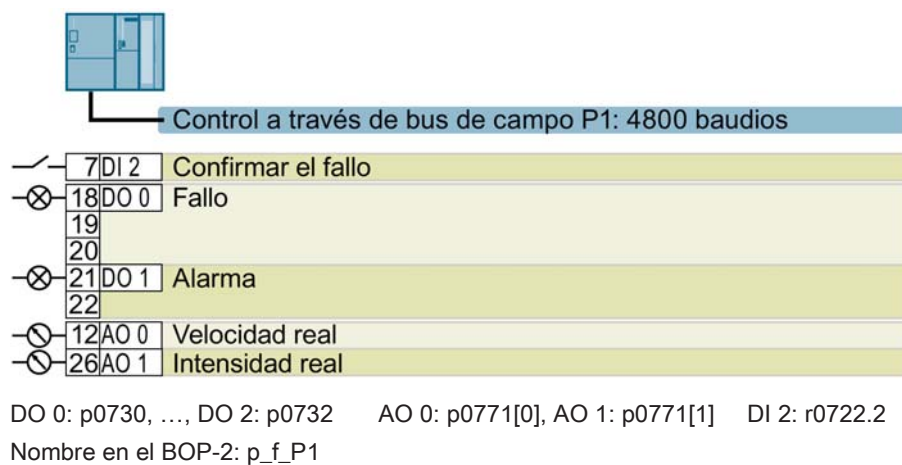 Control a través de bus de campo P1: 4800 baudios
7 DI 2 Confirmar el fallo
18 DO 0 Fallo
19
20
21 DO 1 Alarma
22
12 AO 0 Velocidad real
26 AO 1 Intensidad real
DO 0: p0730, …, DO 2: p0732 AO 0: p0771[0], AO 1: p0771[1] DI 2: r0722.2
Nombre en el BOP-2: p_f_P1